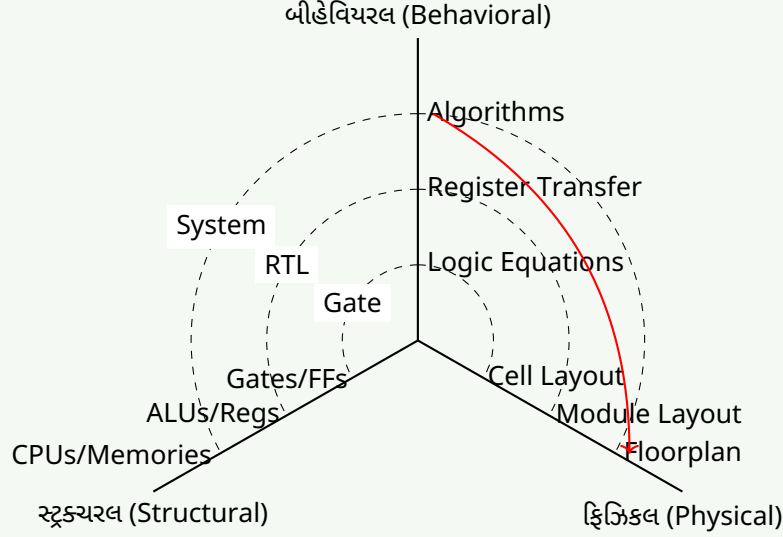 બીહેવિયરલ (Behavioral)
Algorithms
Register Transfer
System
RTL
Logic Equations
Gate
Gates/FFs
Cell Layout
ALUs/Regs
Module Layout
CPUs/Memories
Floorplan
સ્ટ્રક્ચરલ (Structural)
ફિઝિકલ (Physical)